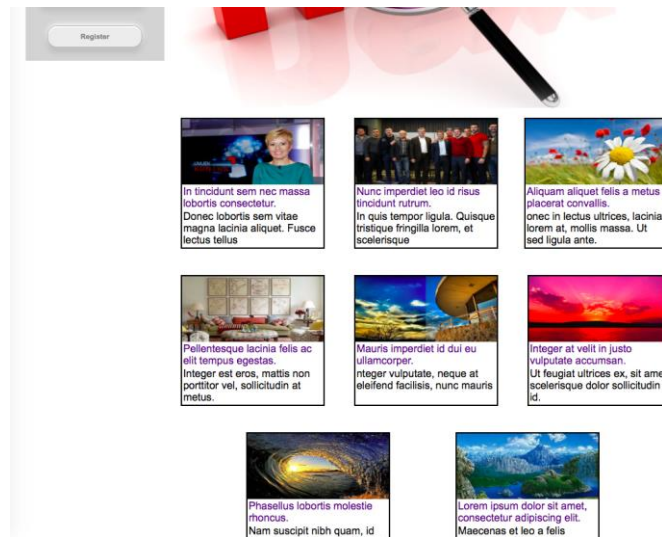 Register
In tincidunt sem nec massa
lobortis consectetur.
Donec lobortis sem vitae
magna lacinia aliquet. Fusce
lectus tellus
Nunc imperdiet leo id risus
tincidunt rutrum.
In quis tempor ligula. Quisque
tristique fringilla lorem, et
scelerisque
Aliquam aliquet felis a metus
placerat convallis.
onec in lectus ultrices, lacinia
lorem at, mollis massa. Ut
sed ligula ante.
Pellentesque lacinia felis ac
elit tempus egestas.
Integer est eros, mattis non
porttitor vel, sollicitudin at
metus.
Mauris imperdiet id dui eu
ullamcorper.
nteger vulputate, neque at
eleifend facilisis, nunc mauris
Integer at velit in justo
vulputate accumsan.
Ut feugiat ultrices ex, sit ame
scelerisque dolor sollicitudin
id.
Phasellus lobortis molestie
rhoncus.
Nam suscipit nibh quam, id
Lorem ipsum dolor sit amet,
consectetur adipiscing elit.
Maecenas et leo a felis